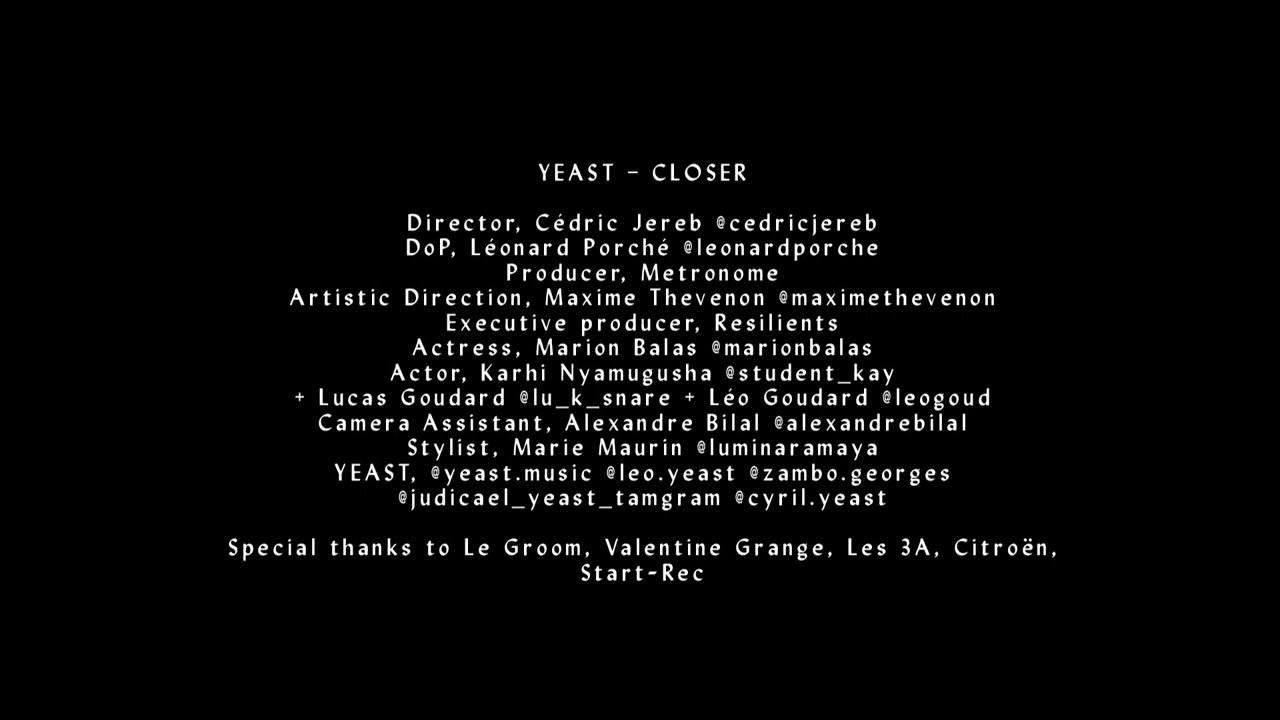 YEAST – CLOSER
Director, Cédric Jereb @cedricjereb
DoP, Léonard Porché @leonardporche
Producer, Metronome
Artistic Direction, Maxime Thevenon @maximethevenon
Executive producer, Resilients
Actress, Marion Balas @marionbalas
Actor, Karhi Nyamugusha @student_kay
+ Lucas Goudard @lu_k_snare + Léo Goudard @leogoud
Camera Assistant, Alexandre Bilal @alexandrebilal
Stylist, Marie Maurin @luminaramaya
YEAST, @yeast.music @leo.yeast @zambo.georges
@judicael_yeast_tamgram @cyril.yeast
Special thanks to Le Groom, Valentine Grange, Les 3A, Citroën,
Start-Rec